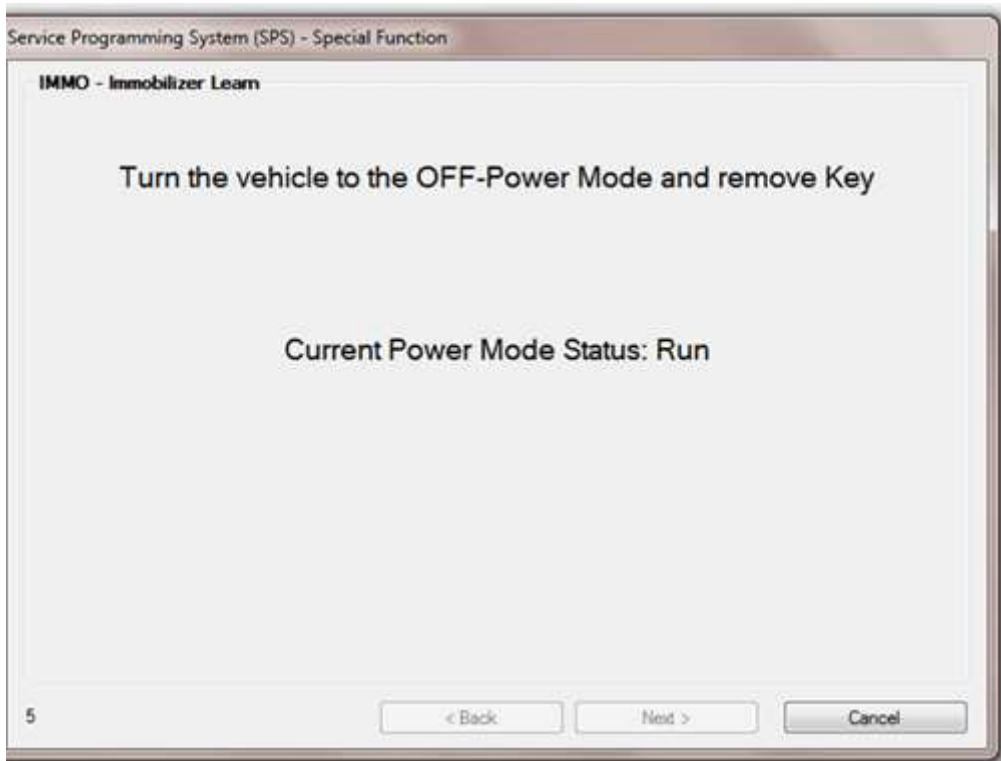 Service Programming System (SPS) - Special Function
IMMO - Immobilizer Learn
Turn the vehicle to the OFF-Power Mode and remove Key
Current Power Mode Status: Run
5
< Back
Next >
Cancel